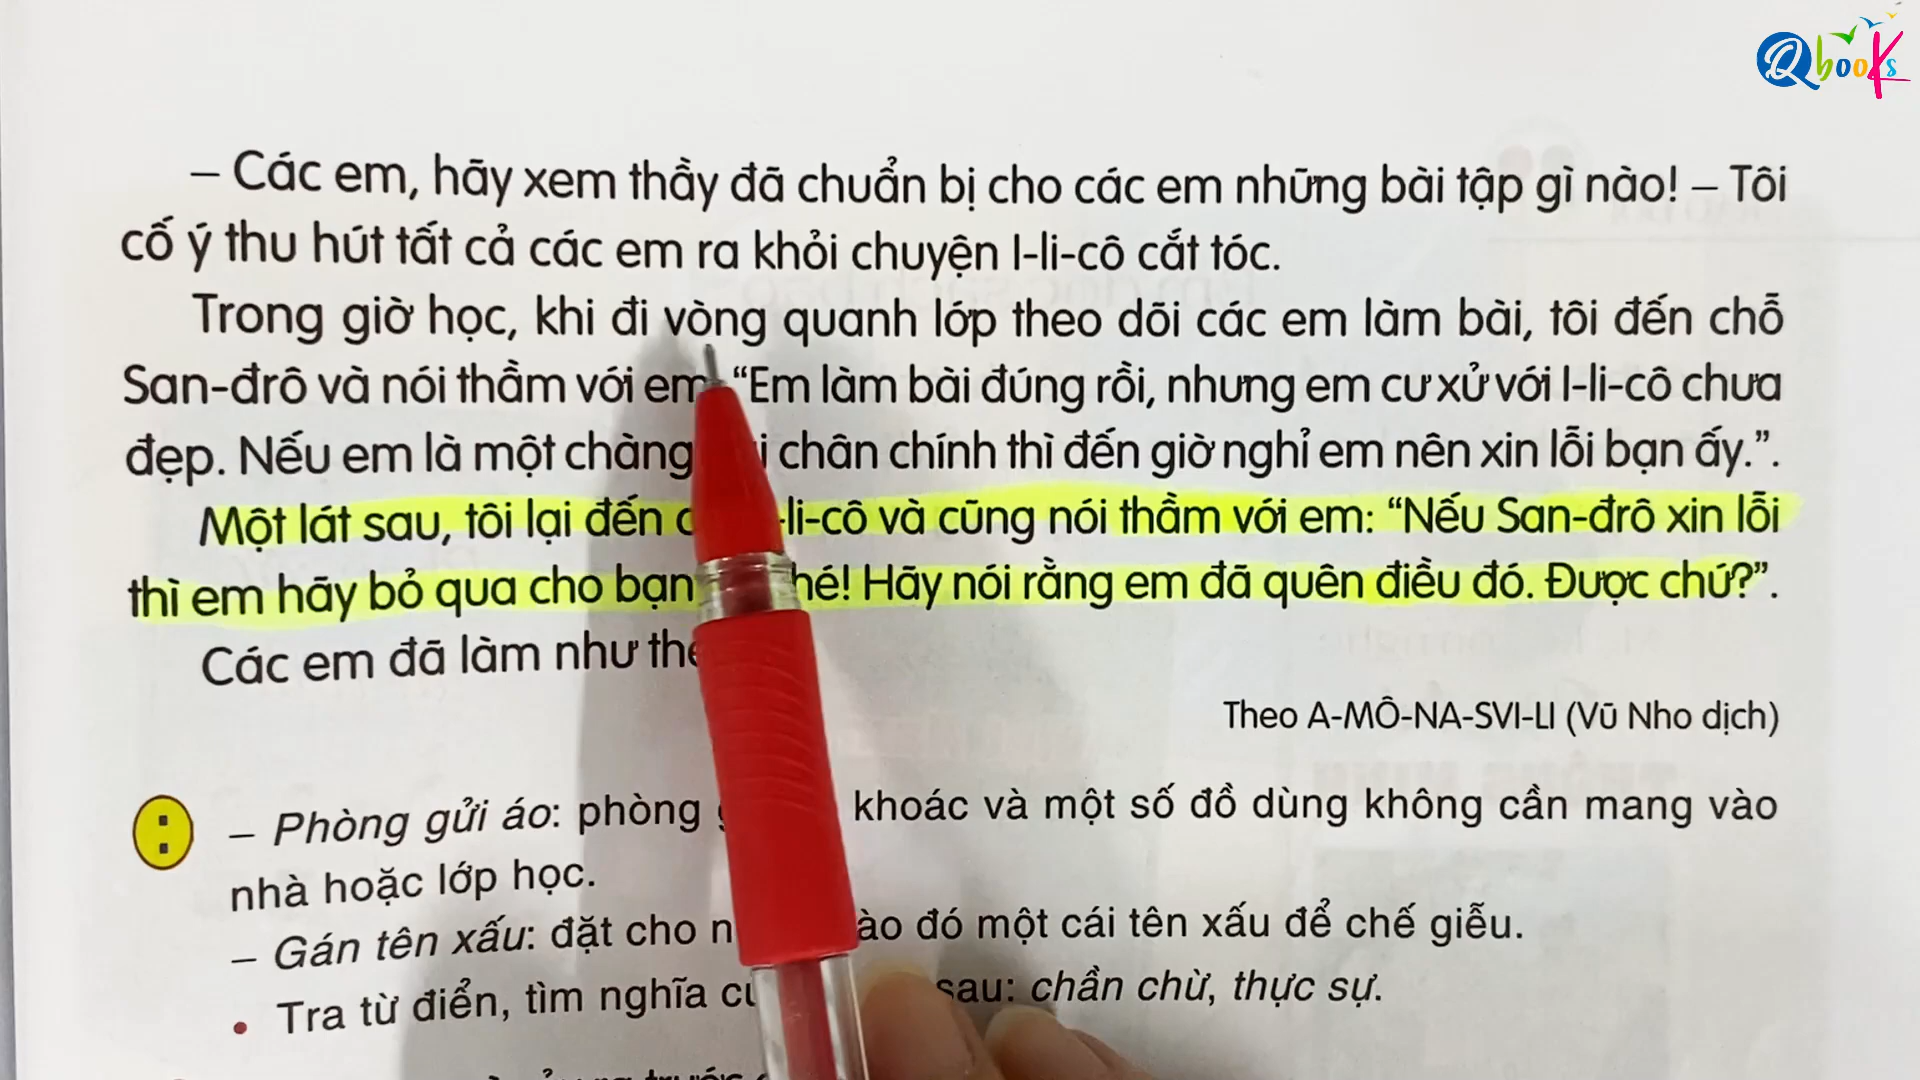 Qbooks
– Các em, hãy xem thầy đã chuẩn bị cho các em những bài tập gì nào! – Tôi
cố ý thu hút tất cả các em ra khỏi chuyện I-li-cô cắt tóc.
Trong giờ học, khi đi vòng quanh lớp theo dõi các em làm bài, tôi đến chỗ
San-đrô và nói thầm với em: “Em làm bài đúng rồi, nhưng em cư xử với I-li-cô chưa
đẹp. Nếu em là một chàng chân chính thì đến giờ nghỉ em nên xin lỗi bạn ấy.”.
Một lát sau, tôi lại đến -li-cô và cũng nói thầm với em: “Nếu San-đrô xin lỗi
thì em hãy bỏ qua cho bạn hé! Hãy nói rằng em đã quên điều đó. Được chứ?”.
Các em đã làm như
Theo A-MÔ-NA-SVI-LI (Vũ Nho dịch)
– Phòng gửi áo: phòng khoác và một số đồ dùng không cần mang vào
nhà hoặc lớp học.
– Gán tên xấu: đặt cho đó một cái tên xấu để chế giễu.
• Tra từ điển, tìm nghĩa sau: chần chừ, thực sự.